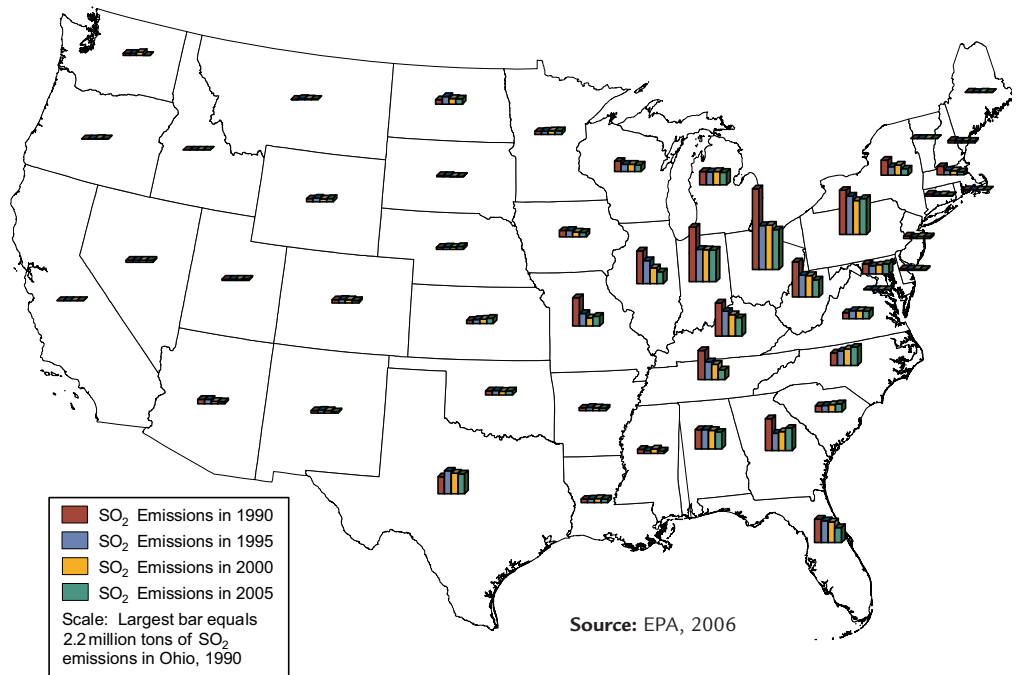 SO₂ Emissions in 1990
SO₂ Emissions in 1995
SO₂ Emissions in 2000
SO₂ Emissions in 2005
Scale: Largest bar equals
2.2 million tons of SO₂
emissions in Ohio, 1990
Source: EPA, 2006